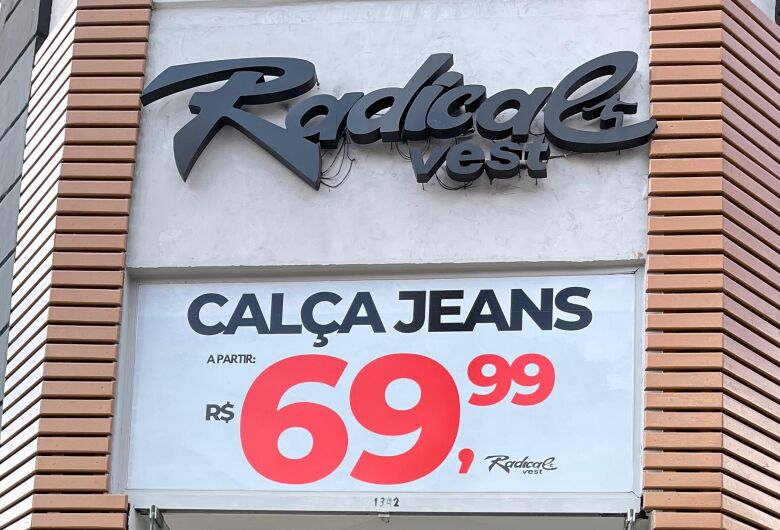 Radical
vest
CALÇA JEANS
A PARTIR:
R$ 69,99
Radical
vest
1342